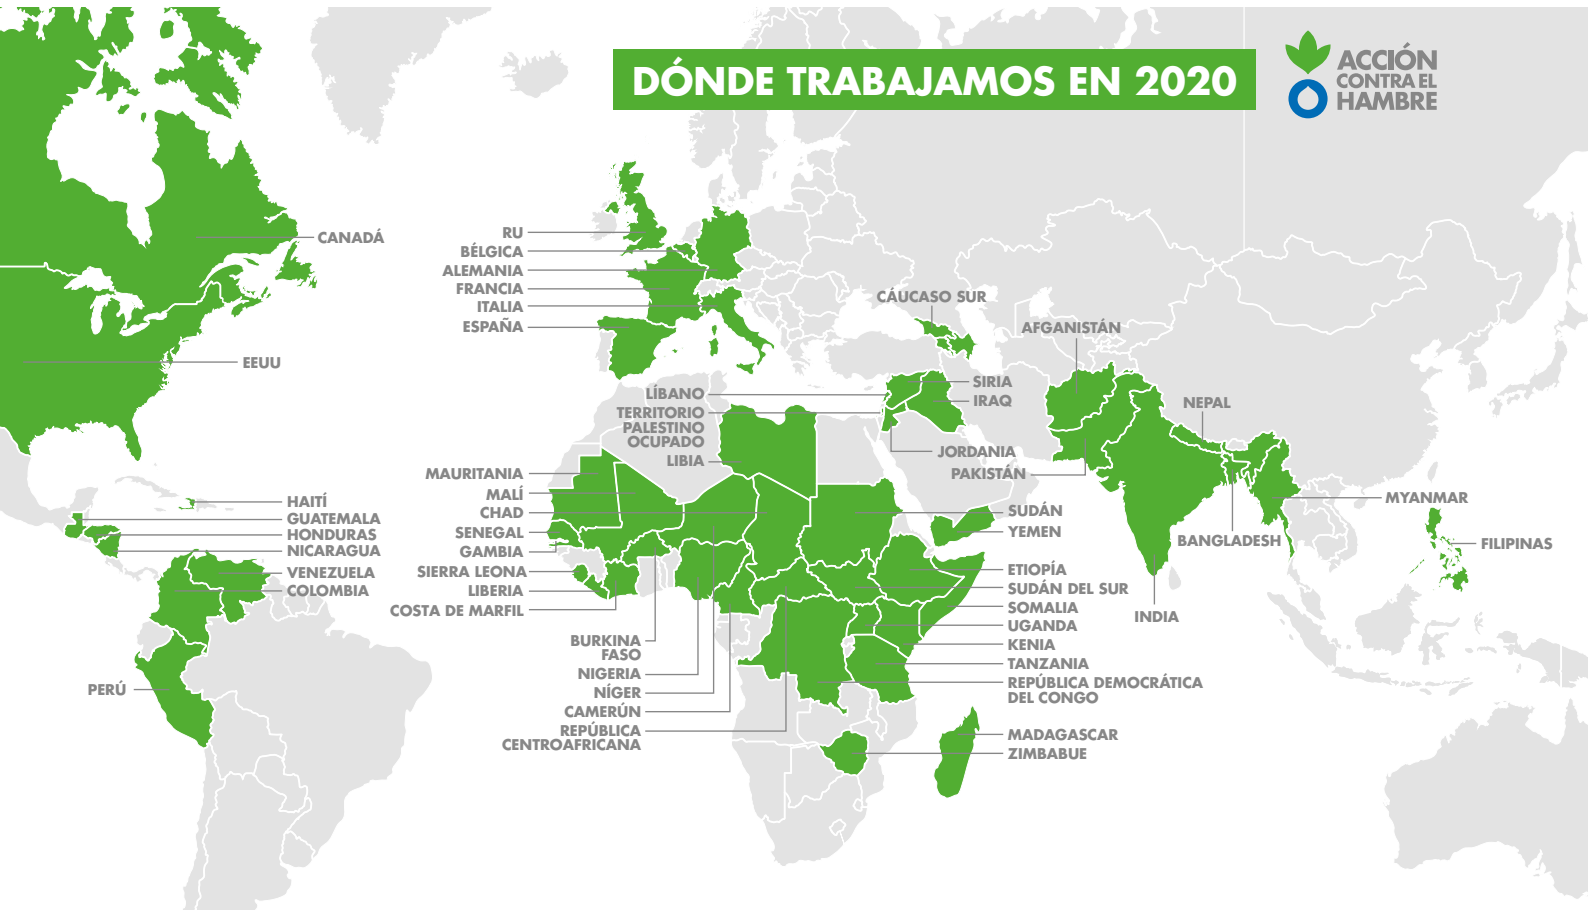 DÓNDE TRABAJAMOS EN 2020
ACCIÓN
CONTRA EL
HAMBRE
CANADÁ
EEUU
HAITÍ
GUATEMALA
HONDURAS
NICARAGUA
VENEZUELA
COLOMBIA
PERÚ
RU
BÉLGICA
ALEMANIA
FRANCIA
ITALIA
ESPAÑA
LÍBANO
TERRITORIO
PALESTINO
OCUPADO
LIBIA
MAURITANIA
MALÍ
CHAD
SENEGAL
GAMBIA
SIERRA LEONA
LIBERIA
COSTA DE MARFIL
BURKINA
FASO
NIGERIA
NÍGER
CAMERÚN
REPÚBLICA
CENTROAFRICANA
CÁUCASO SUR
AFGANISTÁN
SIRIA
IRAQ
JORDANIA
PAKISTÁN
NEPAL
SUDÁN
YEMEN
ETIOPÍA
SUDÁN DEL SUR
SOMALIA
UGANDA
KENIA
TANZANIA
REPÚBLICA DEMOCRÁTICA
DEL CONGO
MADAGASCAR
ZIMBABUE
MYANMAR
BANGLADESH
FILIPINAS
INDIA